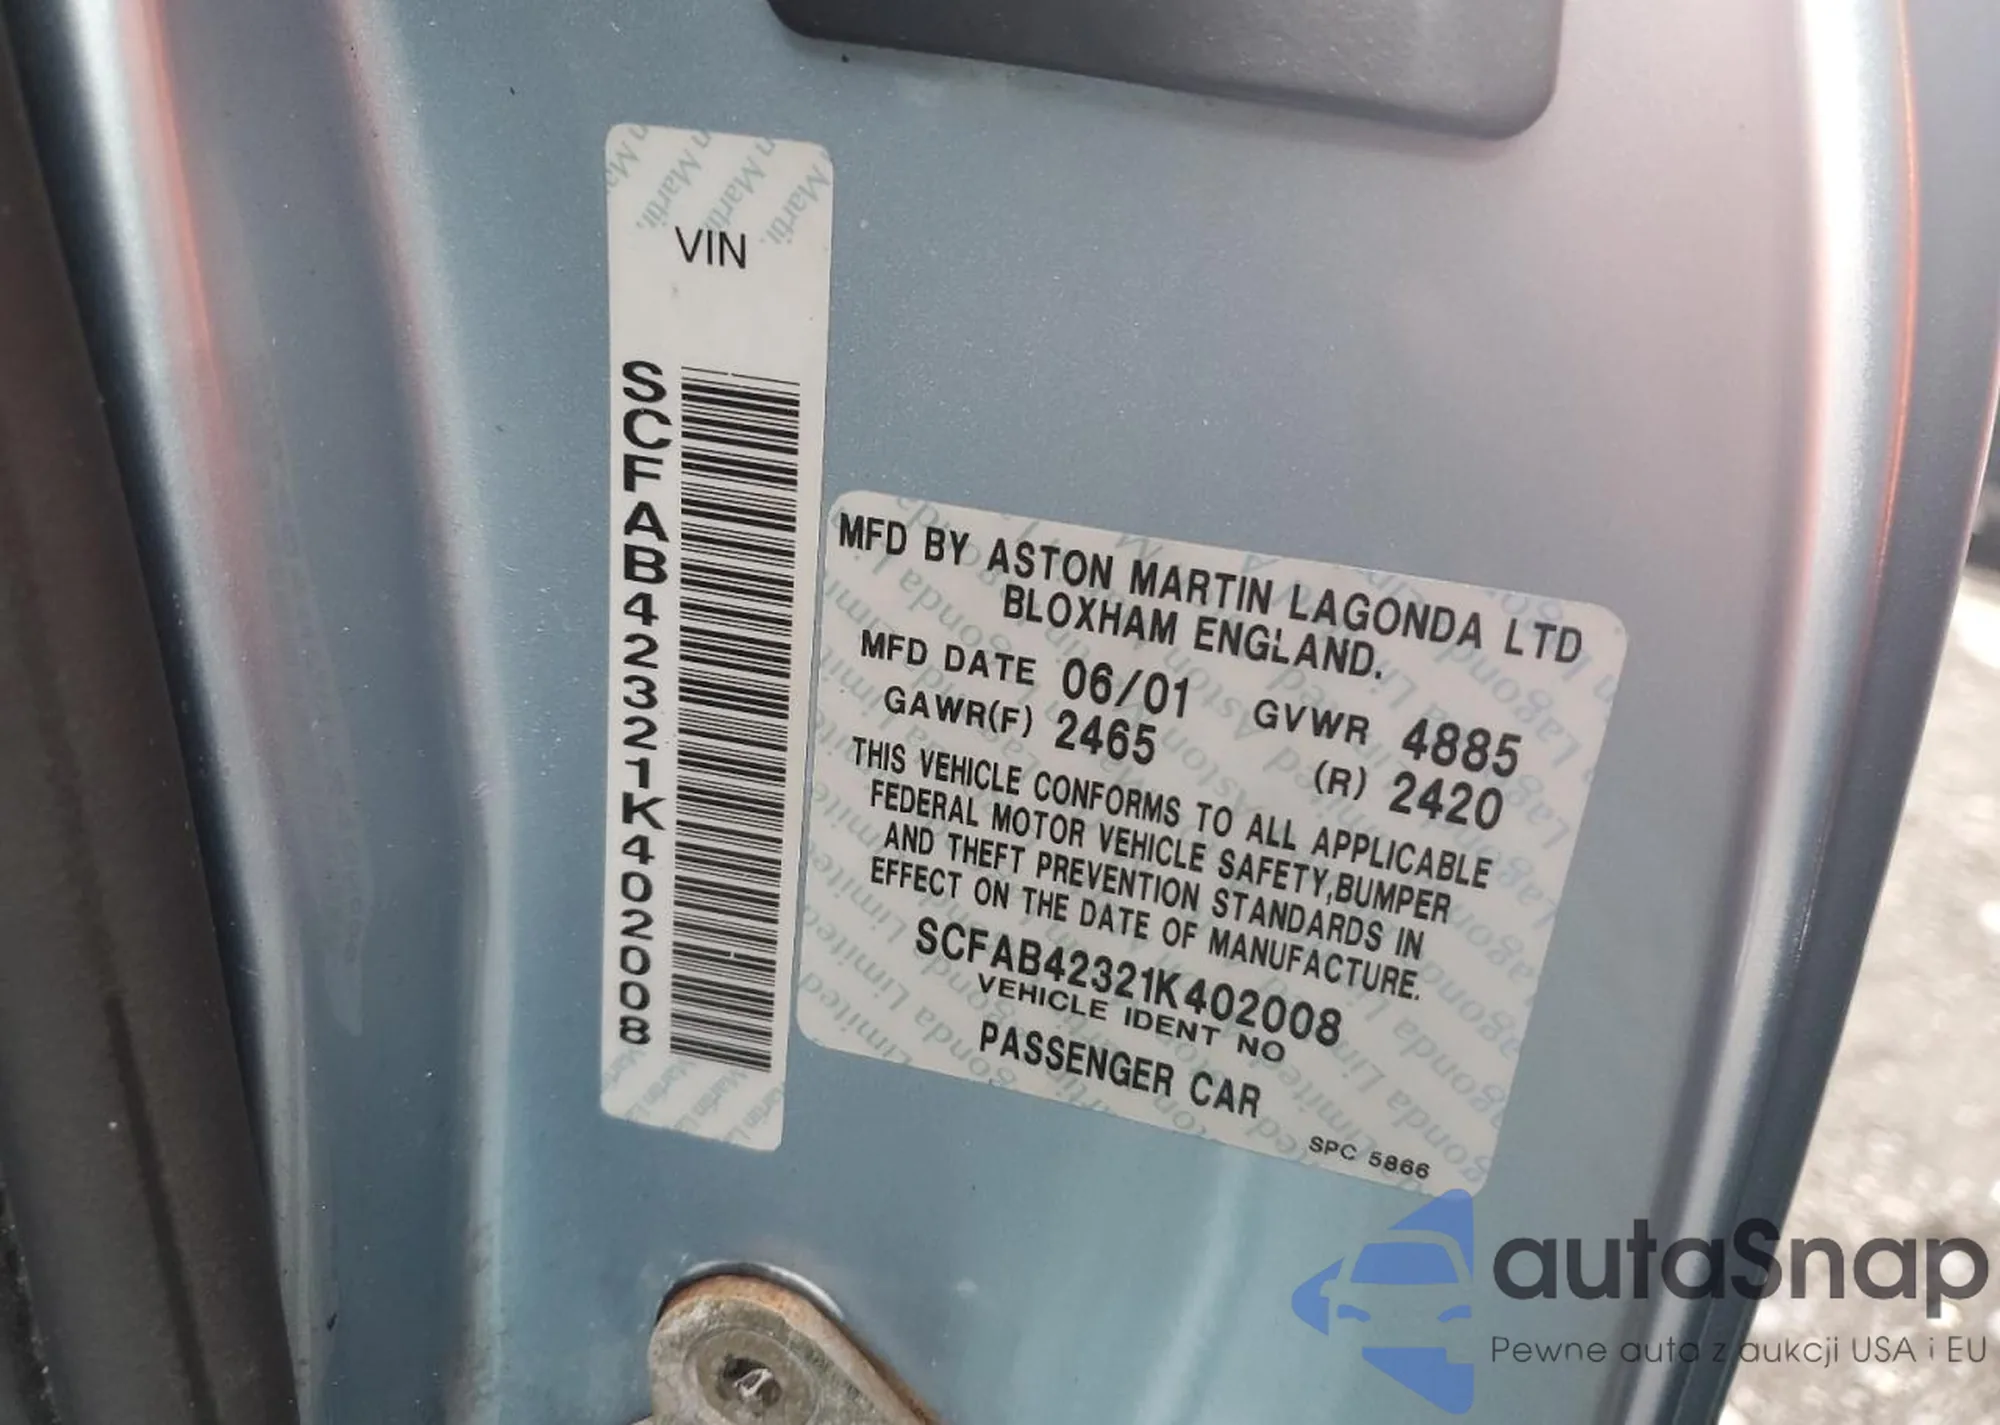 VIN
SCFAB42321K402008
MFD BY ASTON MARTIN LAGONDA LTD
BLOXHAM ENGLAND.
MFD DATE 06/01 GVWR 4885
GAWR(F) 2465 (R) 2420
THIS VEHICLE CONFORMS TO ALL APPLICABLE
FEDERAL MOTOR VEHICLE SAFETY,BUMPER
AND THEFT PREVENTION STANDARDS IN
EFFECT ON THE DATE OF MANUFACTURE.
SCFAB42321K402008
VEHICLE IDENT NO
PASSENGER CAR
SPC 5866
autaSnap
Pewne auta z aukcji USA i EU